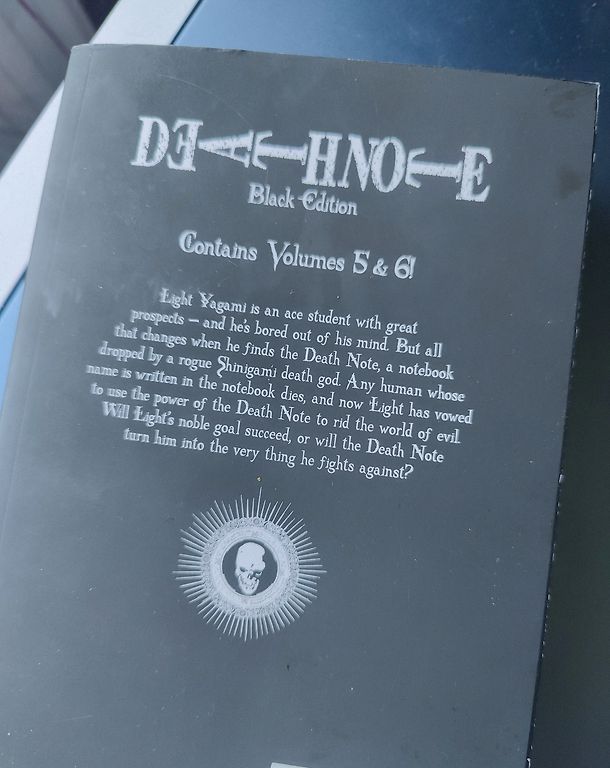 DEATH NOTE
Black Edition
Contains Volumes 5 & 6!
Light Yagami is an ace student with great
prospects – and he's bored out of his mind. But all
that changes when he finds the Death Note, a notebook
dropped by a rogue Shinigami death god. Any human whose
name is written in the notebook dies, and now Light has vowed
to use the power of the Death Note to rid the world of evil.
Will Light's noble goal succeed, or will the Death Note
turn him into the very thing he fights against?